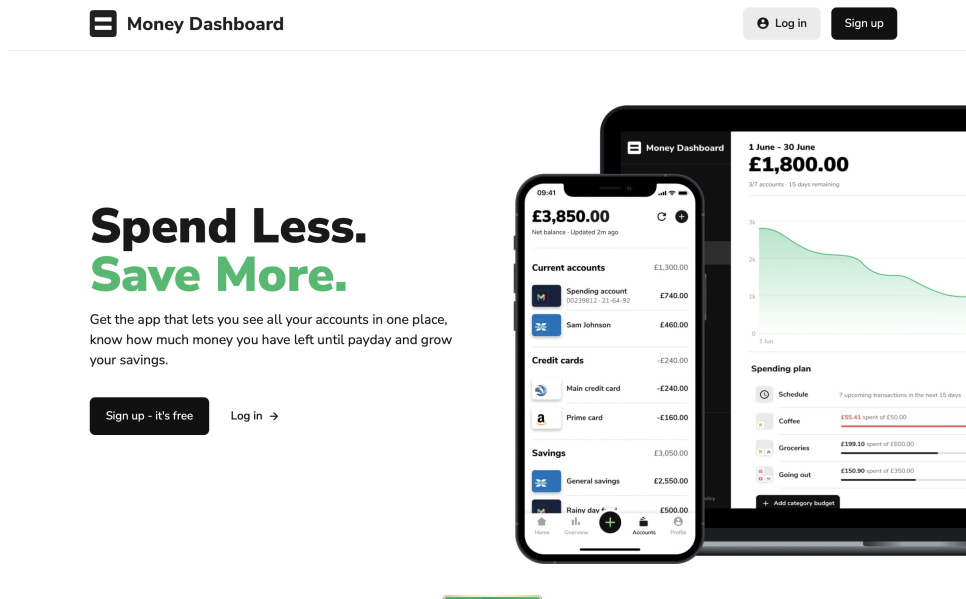 Money Dashboard
Log in
Sign up
Spend Less.
Save More.
Get the app that lets you see all your accounts in one place,
know how much money you have left until payday and grow
your savings.
Sign up - it's free
Log in →
09:41
£3,850.00
Net balance · Updated 2m ago
Current accounts £1,300.00
Spending account
00239812 · 21-64-92
£740.00
Sam Johnson £460.00
Credit cards -£240.00
Main credit card -£240.00
Prime card -£160.00
Savings £3,050.00
General savings £2,550.00
Rainy day £500.00
Home Overview Accounts Profile
Money Dashboard
1 June - 30 June
£1,800.00
3/7 accounts · 15 days remaining
3k
2k
1k
0
1 Jun
Spending plan
Schedule 7 upcoming transactions in the next 15 days
Coffee £55.41 spent of £50.00
Groceries £199.10 spent of £600.00
Going out £150.90 spent of £350.00
+ Add category budget